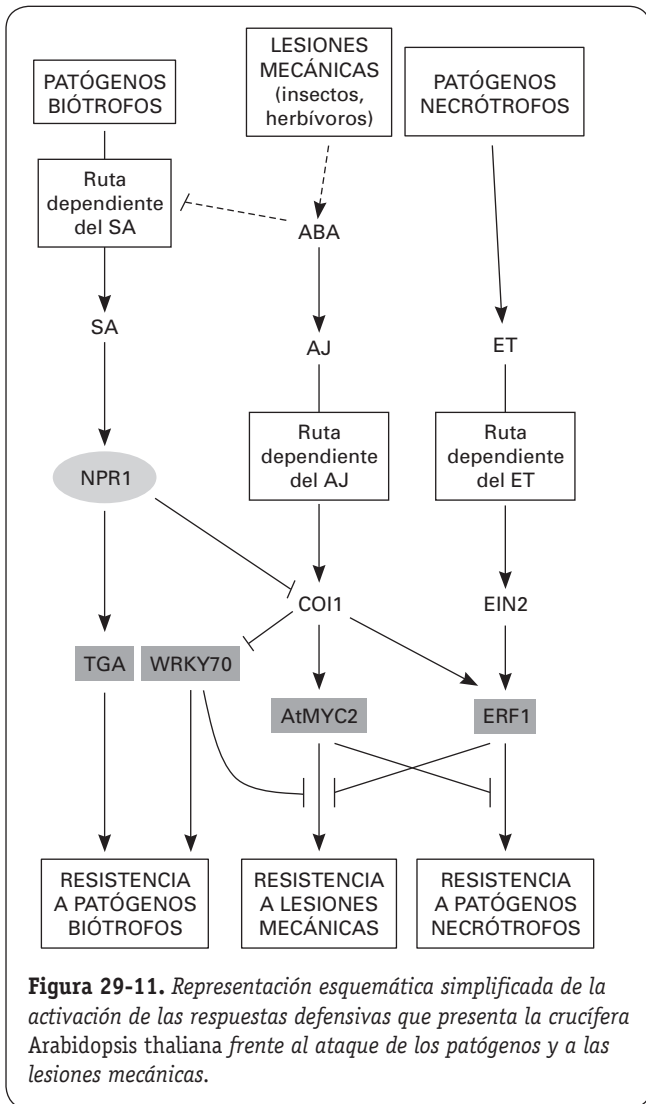 PATÓGENOS
BIÓTROFOS
LESIONES
MECÁNICAS
(insectos,
herbívoros)
PATÓGENOS
NECRÓTROFOS
Ruta
dependiente
del SA
ABA
SA
AJ
ET
NPR1
Ruta
dependiente
del AJ
Ruta
dependiente
del ET
COI1
EIN2
TGA
WRKY70
AtMYC2
ERF1
RESISTENCIA
A PATÓGENOS
BIÓTROFOS
RESISTENCIA
A LESIONES
MECÁNICAS
RESISTENCIA
A PATÓGENOS
NECRÓTROFOS
Figura 29-11. Representación esquemática simplificada de la
activación de las respuestas defensivas que presenta la crucífera
Arabidopsis thaliana frente al ataque de los patógenos y a las
lesiones mecánicas.